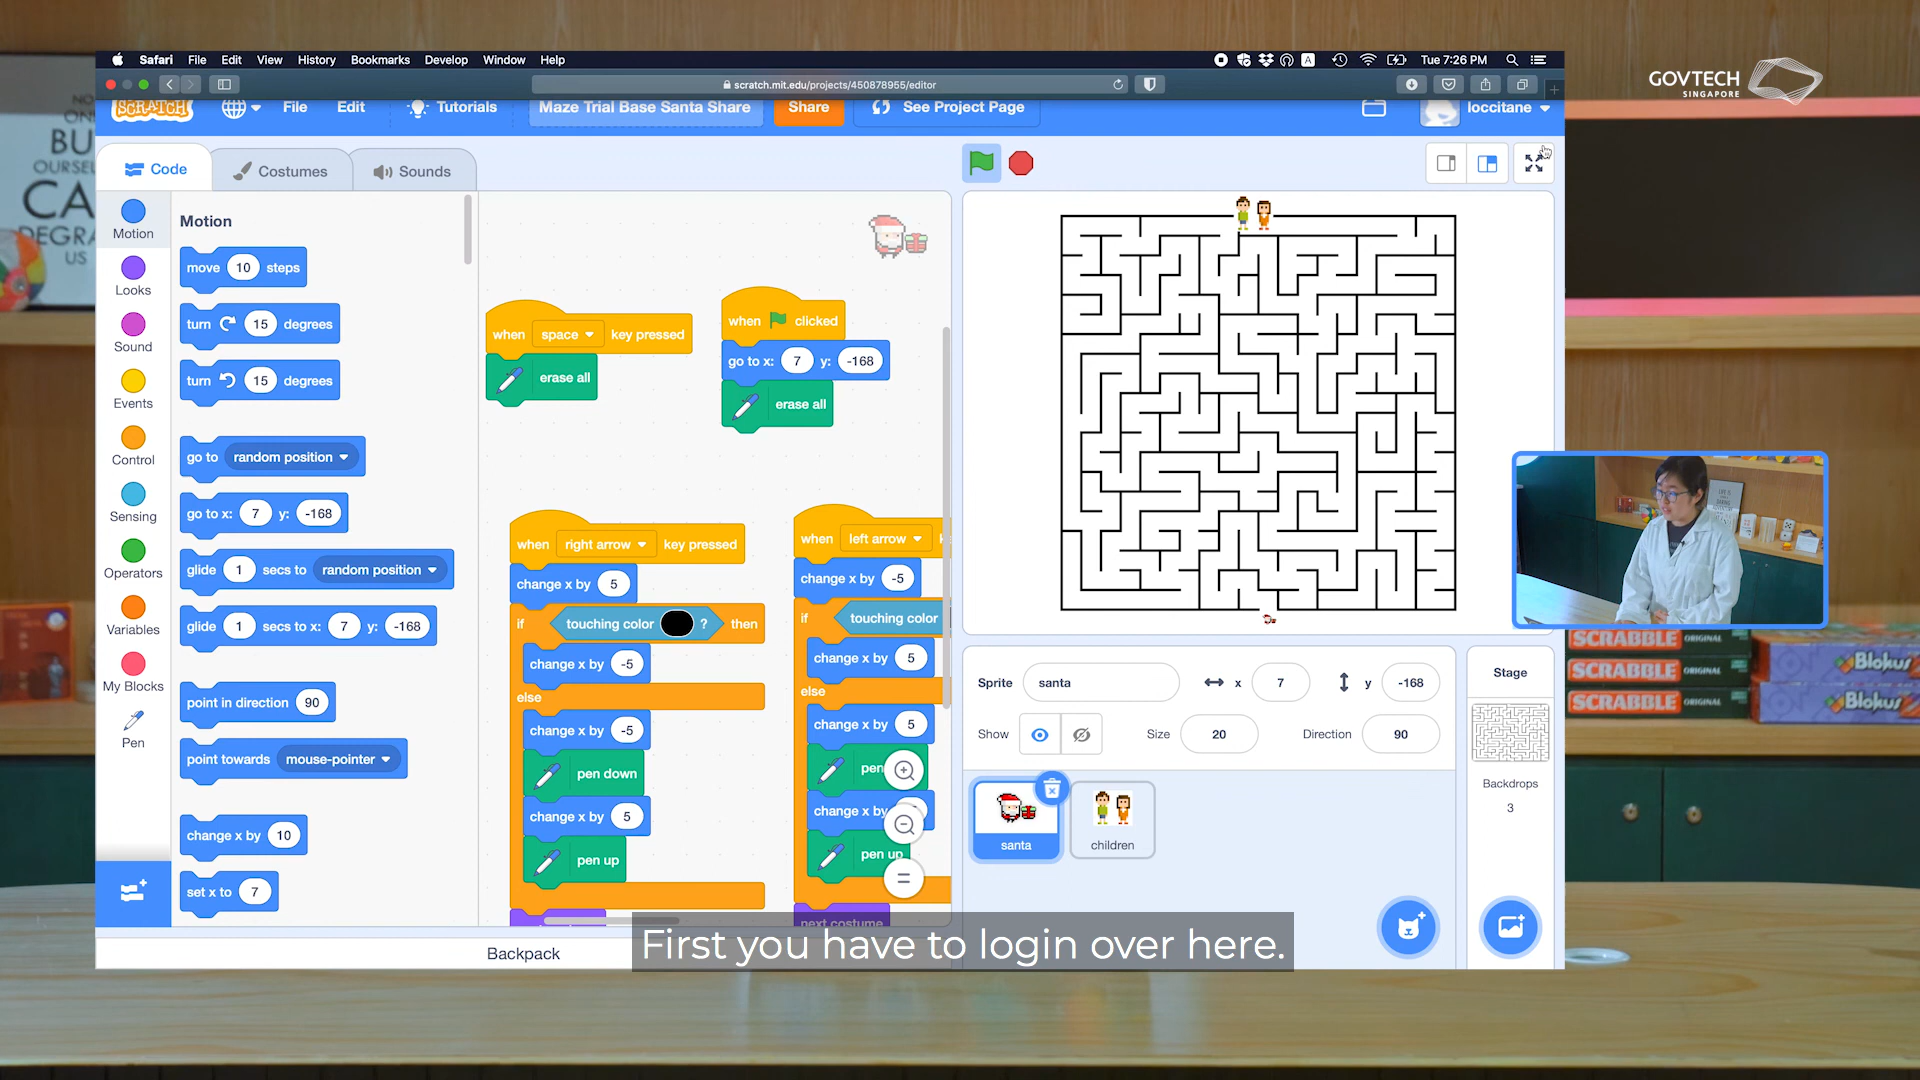 Safari File Edit View History Bookmarks Develop Window Help
Tue 7:26 PM
scratch.mit.edu/projects/450878955/editor
SCRATCH
File Edit Tutorials
Maze Trial Base Santa Share
Share
See Project Page
loccitane
GOVTECH
SINGAPORE
Code
Costumes
Sounds
Motion
Looks
Sound
Events
Control
Sensing
Operators
Variables
My Blocks
Pen
Motion
move 10 steps
turn 15 degrees
turn 15 degrees
go to random position
go to x: 7 y: -168
glide 1 secs to random position
glide 1 secs to x: 7 y: -168
point in direction 90
point towards mouse-pointer
change x by 10
set x to 7
when space key pressed
erase all
when clicked
go to x: 7 y: -168
erase all
when right arrow key pressed
change x by 5
if touching color ? then
change x by -5
else
change x by -5
pen down
change x by 5
pen up
when left arrow
change x by -5
if touching color
change x by 5
else
change x by 5
pen
change x by
pen up
next costume
Backpack
Sprite santa x 7 y -168
Show Size 20 Direction 90
santa
children
Stage
Backdrops
3
First you have to login over here.
SCRABBLE ORIGINAL
SCRABBLE ORIGINAL
SCRABBLE ORIGINAL
Blokus
Blokus